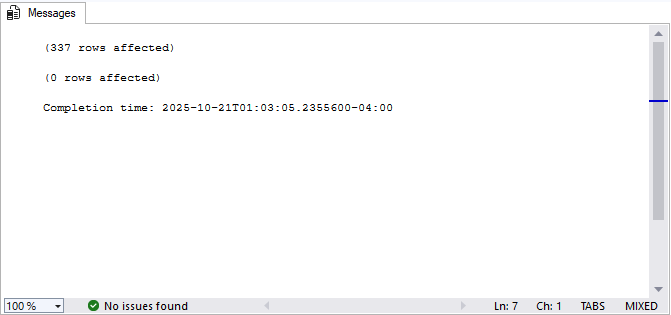 Messages
(337 rows affected)
(0 rows affected)
Completion time: 2025-10-21T01:03:05.2355600-04:00
100 %
No issues found
Ln: 7
Ch: 1
TABS
MIXED